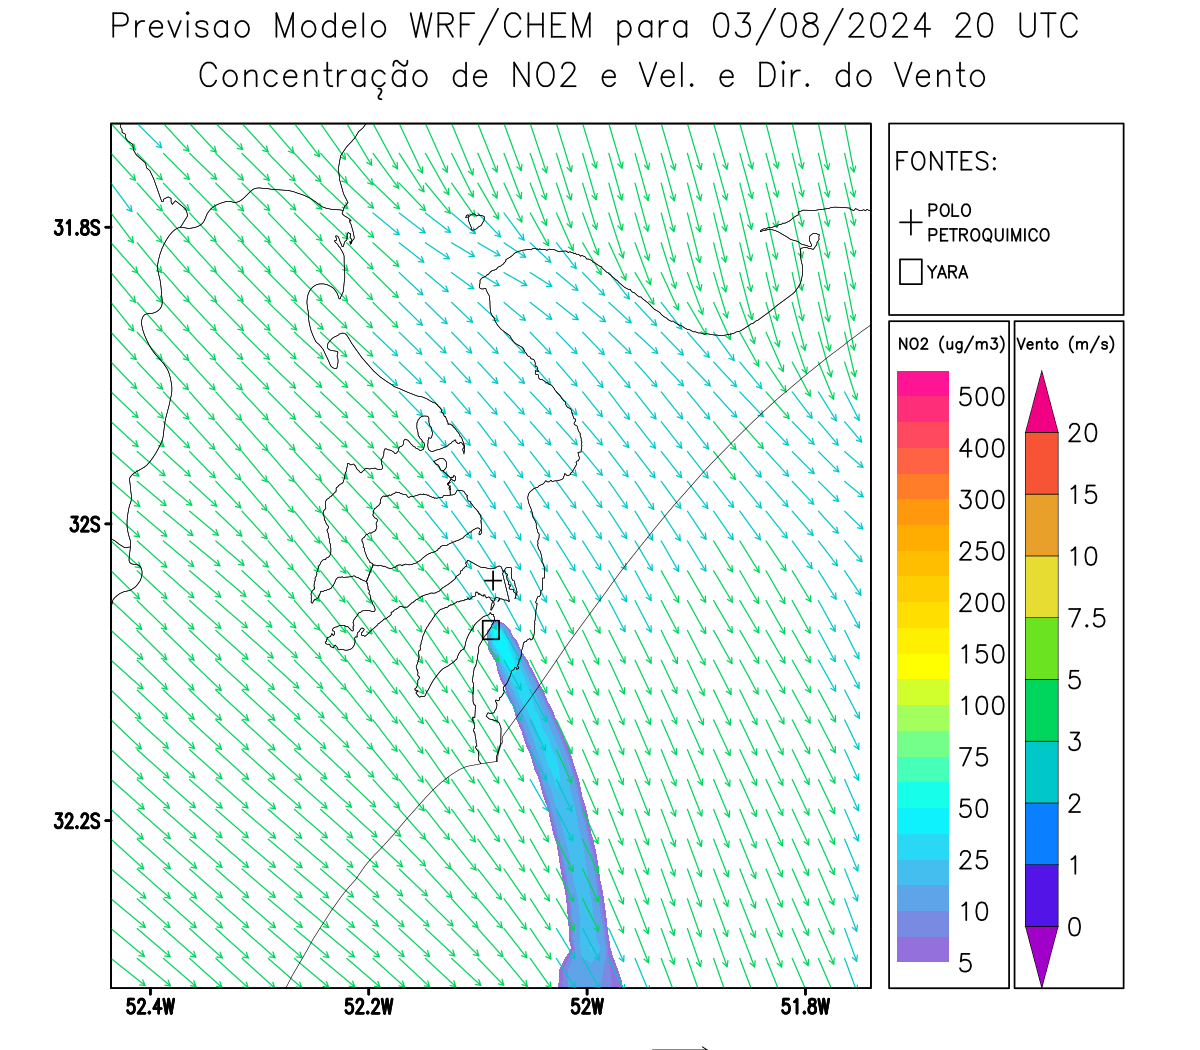 Previsao Modelo WRF/CHEM para 03/08/2024 20 UTC
Concentração de NO2 e Vel. e Dir. do Vento
FONTES:
POLO
PETROQUIMICO
YARA
31.8S
32S
32.2S
52.4W
52.2W
52W
51.8W
NO2 (ug/m3)
500
400
300
250
200
150
100
75
50
25
10
5
Vento (m/s)
20
15
10
7.5
5
3
2
1
0